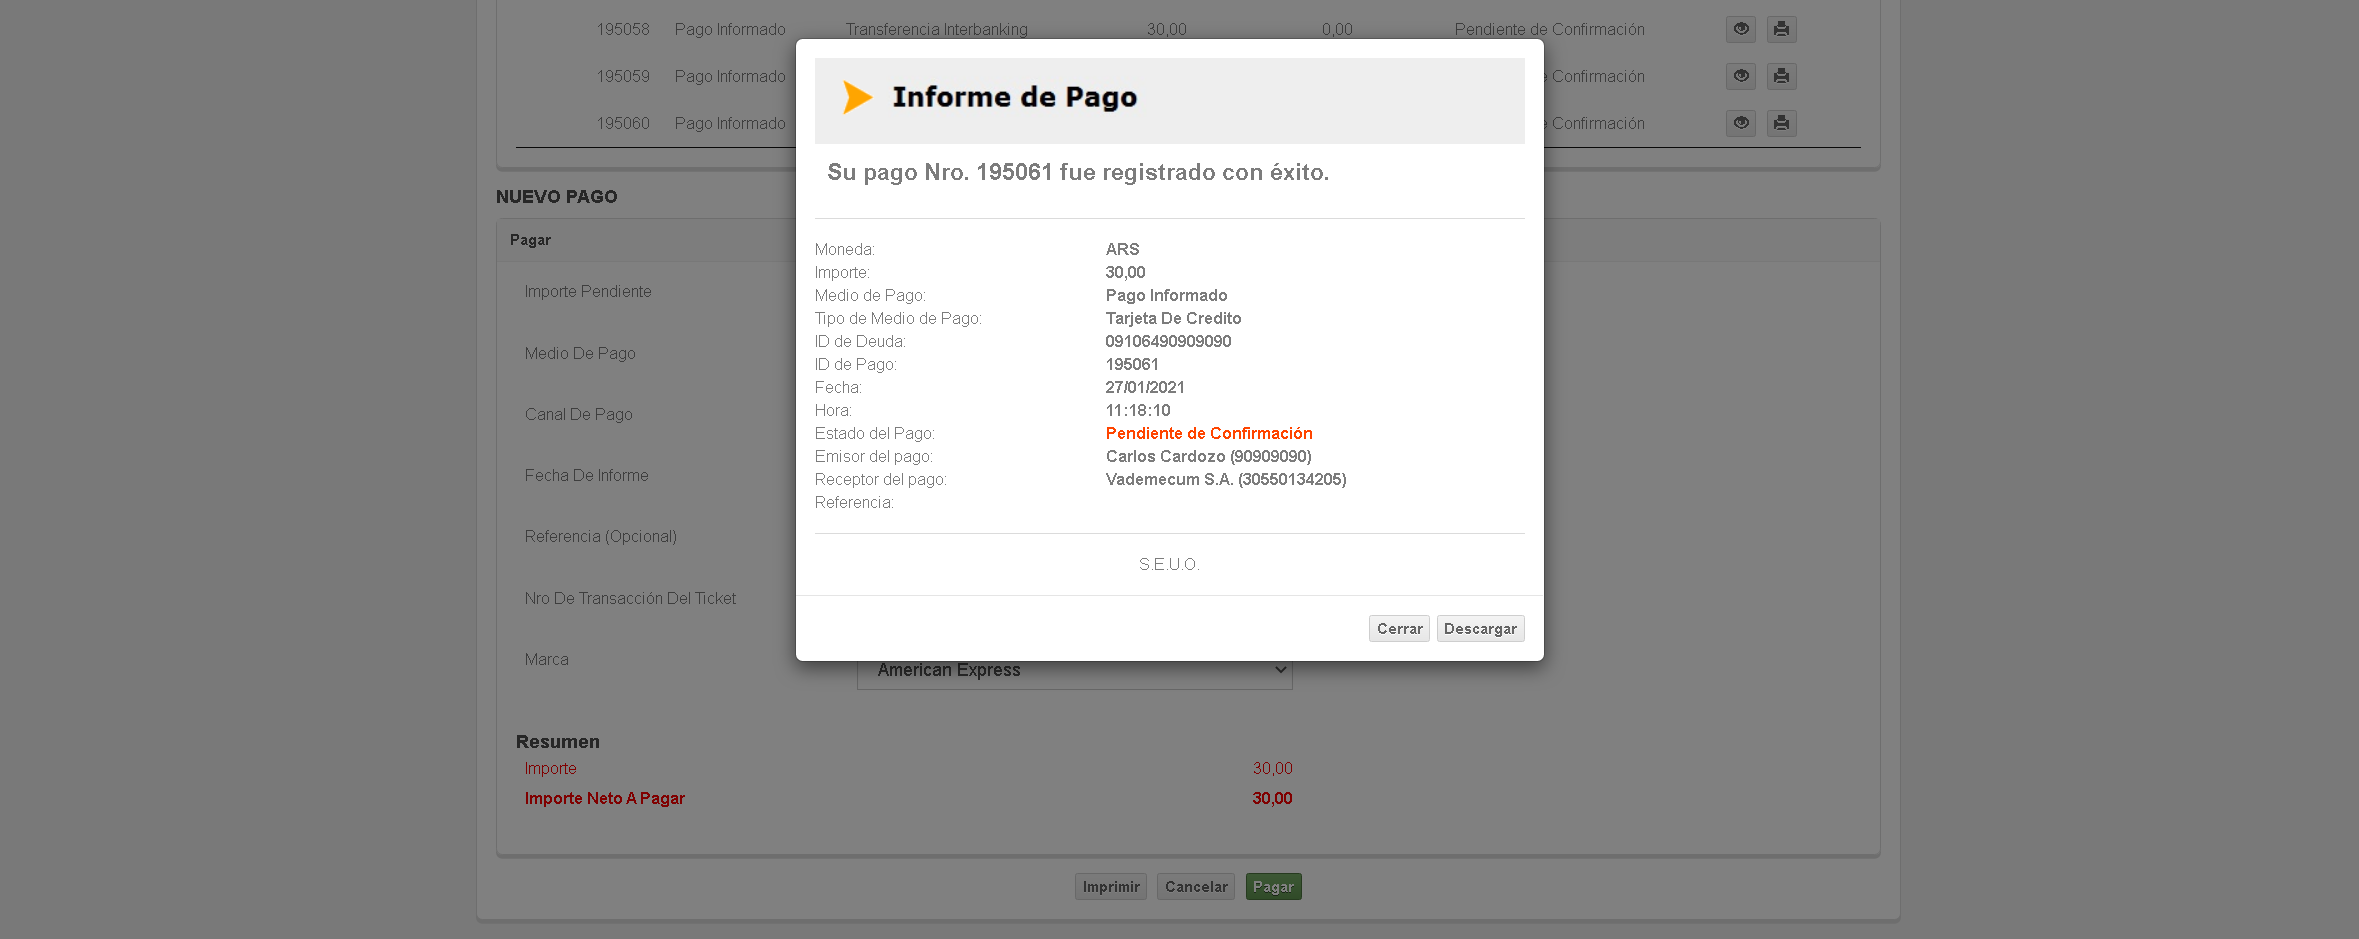 195058 Pago Informado Transferencia Interbanking 30,00 0,00 Pendiente de Confirmación
195059 Pago Informado Confirmación
195060 Pago Informado Confirmación
Informe de Pago
Su pago Nro. 195061 fue registrado con éxito.
Moneda: ARS
Importe: 30,00
Medio de Pago: Pago Informado
Tipo de Medio de Pago: Tarjeta De Credito
ID de Deuda: 09106490909090
ID de Pago: 195061
Fecha: 27/01/2021
Hora: 11:18:10
Estado del Pago: Pendiente de Confirmación
Emisor del pago: Carlos Cardozo (90909090)
Receptor del pago: Vademecum S.A. (30550134205)
Referencia:
S.E.U.O.
Cerrar Descargar
NUEVO PAGO
Pagar
Importe Pendiente
Medio De Pago
Canal De Pago
Fecha De Informe
Referencia (Opcional)
Nro De Transacción Del Ticket
Marca American Express
Resumen
Importe 30,00
Importe Neto A Pagar 30,00
Imprimir Cancelar Pagar